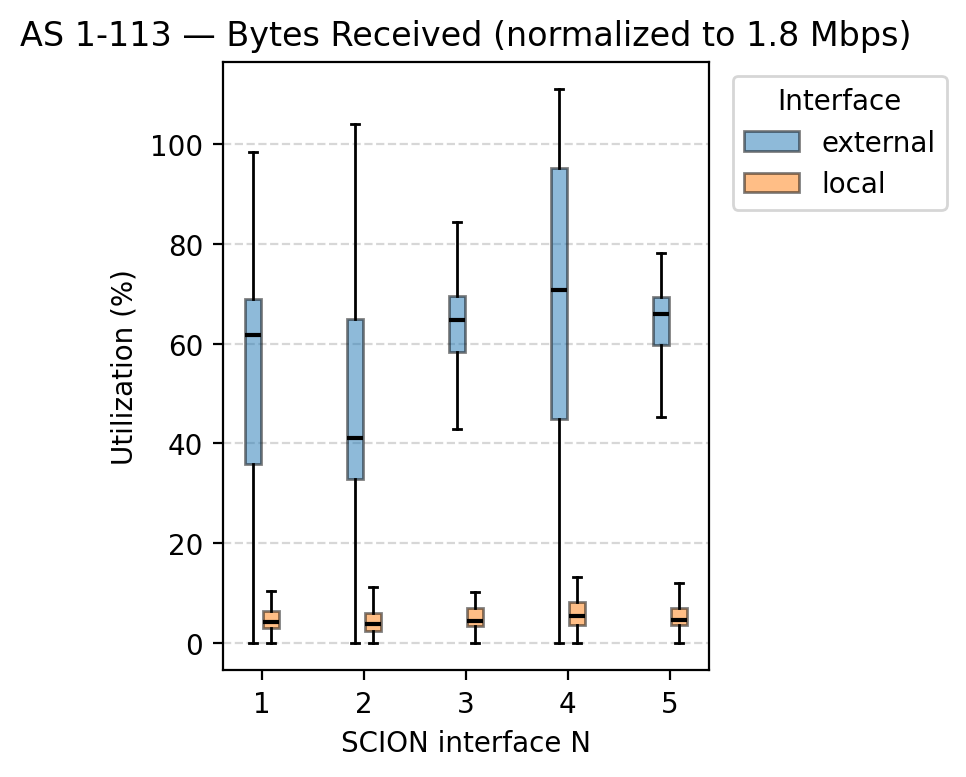 AS 1-113 — Bytes Received (normalized to 1.8 Mbps)
Interface
external
local
Utilization (%)
100
80
60
40
20
0
1 2 3 4 5
SCION interface N